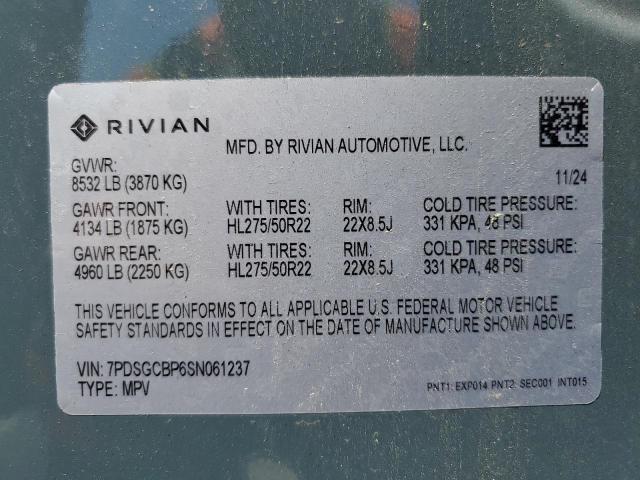 RIVIAN
MFD. BY RIVIAN AUTOMOTIVE, LLC.
GVWR:
8532 LB (3870 KG)
11/24
GAWR FRONT: WITH TIRES: RIM: COLD TIRE PRESSURE:
4134 LB (1875 KG) HL275/50R22 22X8.5J 331 KPA, 48 PSI
GAWR REAR: WITH TIRES: RIM: COLD TIRE PRESSURE:
4960 LB (2250 KG) HL275/50R22 22X8.5J 331 KPA, 48 PSI
THIS VEHICLE CONFORMS TO ALL APPLICABLE U.S. FEDERAL MOTOR VEHICLE
SAFETY STANDARDS IN EFFECT ON THE DATE OF MANUFACTURE SHOWN ABOVE.
VIN: 7PDSGCBP6SN061237
TYPE: MPV
PNT1: EXP014 PNT2: SEC001 INT015